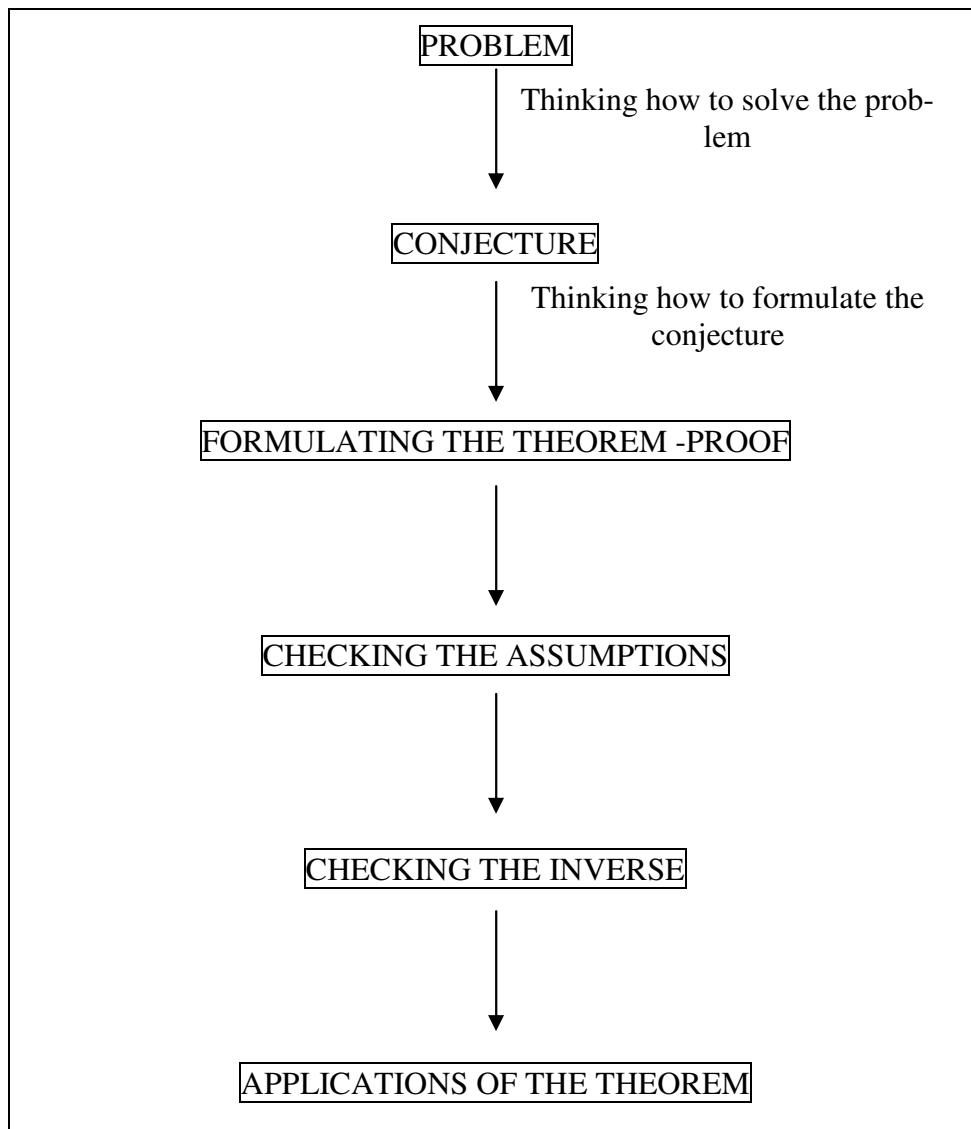 PROBLEM
Thinking how to solve the prob-
lem
CONJECTURE
Thinking how to formulate the
conjecture
FORMULATING THE THEOREM -PROOF
CHECKING THE ASSUMPTIONS
CHECKING THE INVERSE
APPLICATIONS OF THE THEOREM